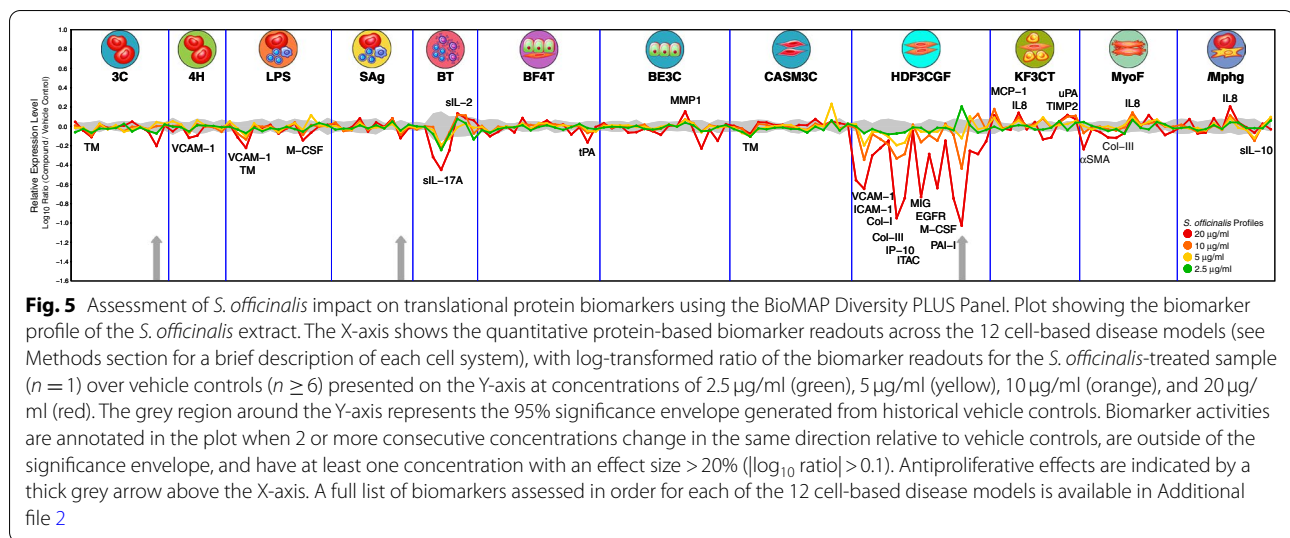 1.0
0.8
0.6
0.4
0.2
0.0
−0.2
−0.4
−0.6
−0.8
−1.0
−1.2
−1.4
−1.6
Relative Expression Level
Log10 Ratio (Compound / Vehicle Control)
3C 4H LPS SAg BT BF4T BE3C CASM3C HDF3CGF KF3CT MyoF /Mphg
TM
VCAM−1
VCAM−1
TM
M−CSF
sIL−2
sIL−17A
tPA
MMP1
TM
VCAM−1
ICAM−1
Col−I
Col−III
IP−10
ITAC
MIG
EGFR
M−CSF
PAI−I
MCP−1
IL8
uPA
TIMP2
αSMA
Col−III
IL8
IL8
sIL−10
S. officinalis Profiles
20 μg/ml
10 μg/ml
5 μg/ml
2.5 μg/ml
Fig. 5 Assessment of S. officinalis impact on translational protein biomarkers using the BioMAP Diversity PLUS Panel. Plot showing the biomarker
profile of the S. officinalis extract. The X-axis shows the quantitative protein-based biomarker readouts across the 12 cell-based disease models (see
Methods section for a brief description of each cell system), with log-transformed ratio of the biomarker readouts for the S. officinalis-treated sample
(n = 1) over vehicle controls (n ≥ 6) presented on the Y-axis at concentrations of 2.5 μg/ml (green), 5 μg/ml (yellow), 10 μg/ml (orange), and 20 μg/
ml (red). The grey region around the Y-axis represents the 95% significance envelope generated from historical vehicle controls. Biomarker activities
are annotated in the plot when 2 or more consecutive concentrations change in the same direction relative to vehicle controls, are outside of the
significance envelope, and have at least one concentration with an effect size > 20% (|log10 ratio| > 0.1). Antiproliferative effects are indicated by a
thick grey arrow above the X-axis. A full list of biomarkers assessed in order for each of the 12 cell-based disease models is available in Additional
file 2